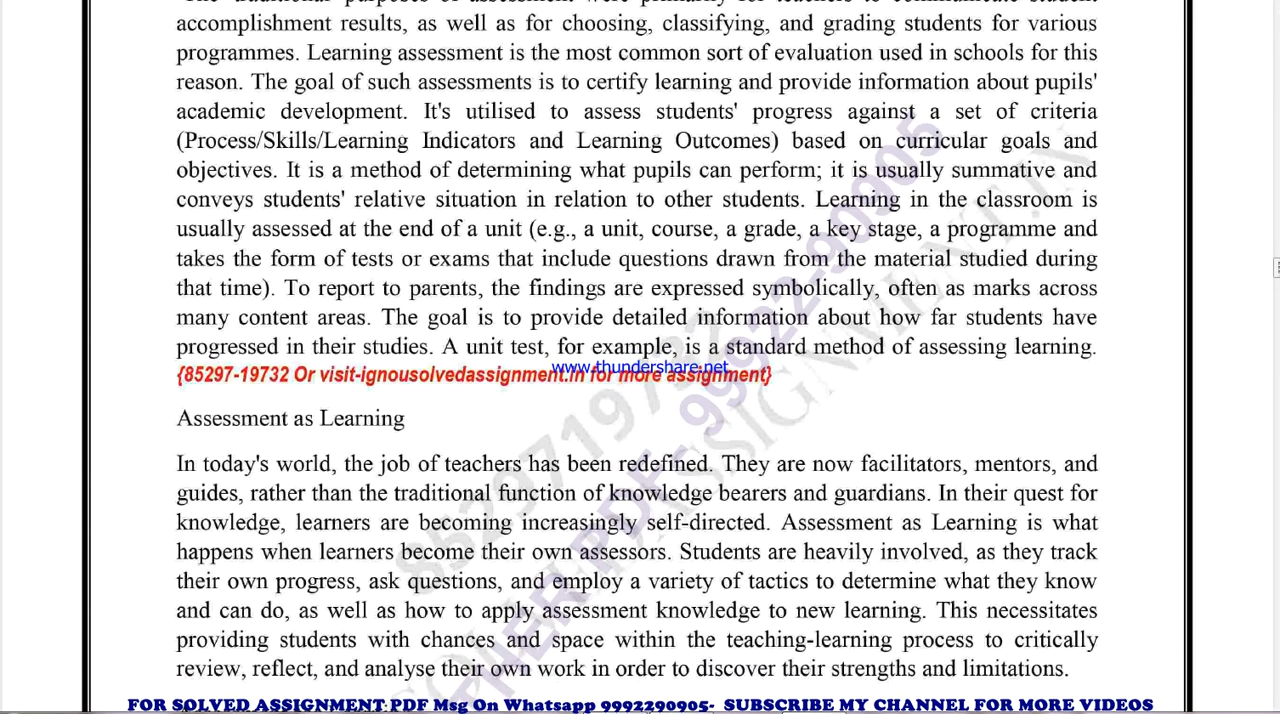 The traditional purposes of assessment were primarily for teachers to communicate student
accomplishment results, as well as for choosing, classifying, and grading students for various
programmes. Learning assessment is the most common sort of evaluation used in schools for this
reason. The goal of such assessments is to certify learning and provide information about pupils'
academic development. It's utilised to assess students' progress against a set of criteria
(Process/Skills/Learning Indicators and Learning Outcomes) based on curricular goals and
objectives. It is a method of determining what pupils can perform; it is usually summative and
conveys students' relative situation in relation to other students. Learning in the classroom is
usually assessed at the end of a unit (e.g., a unit, course, a grade, a key stage, a programme and
takes the form of tests or exams that include questions drawn from the material studied during
that time). To report to parents, the findings are expressed symbolically, often as marks across
many content areas. The goal is to provide detailed information about how far students have
progressed in their studies. A unit test, for example, is a standard method of assessing learning.
www.thundershare.net
{85297-19732 Or visit-ignousolvedassignment.in for more assignment}
Assessment as Learning
In today's world, the job of teachers has been redefined. They are now facilitators, mentors, and
guides, rather than the traditional function of knowledge bearers and guardians. In their quest for
knowledge, learners are becoming increasingly self-directed. Assessment as Learning is what
happens when learners become their own assessors. Students are heavily involved, as they track
their own progress, ask questions, and employ a variety of tactics to determine what they know
and can do, as well as how to apply assessment knowledge to new learning. This necessitates
providing students with chances and space within the teaching-learning process to critically
review, reflect, and analyse their own work in order to discover their strengths and limitations.
8529719732
PDF- 99922-90905
FOR SOLVED ASSIGNMENT PDF Msg On Whatsapp 9992290905- SUBSCRIBE MY CHANNEL FOR MORE VIDEOS